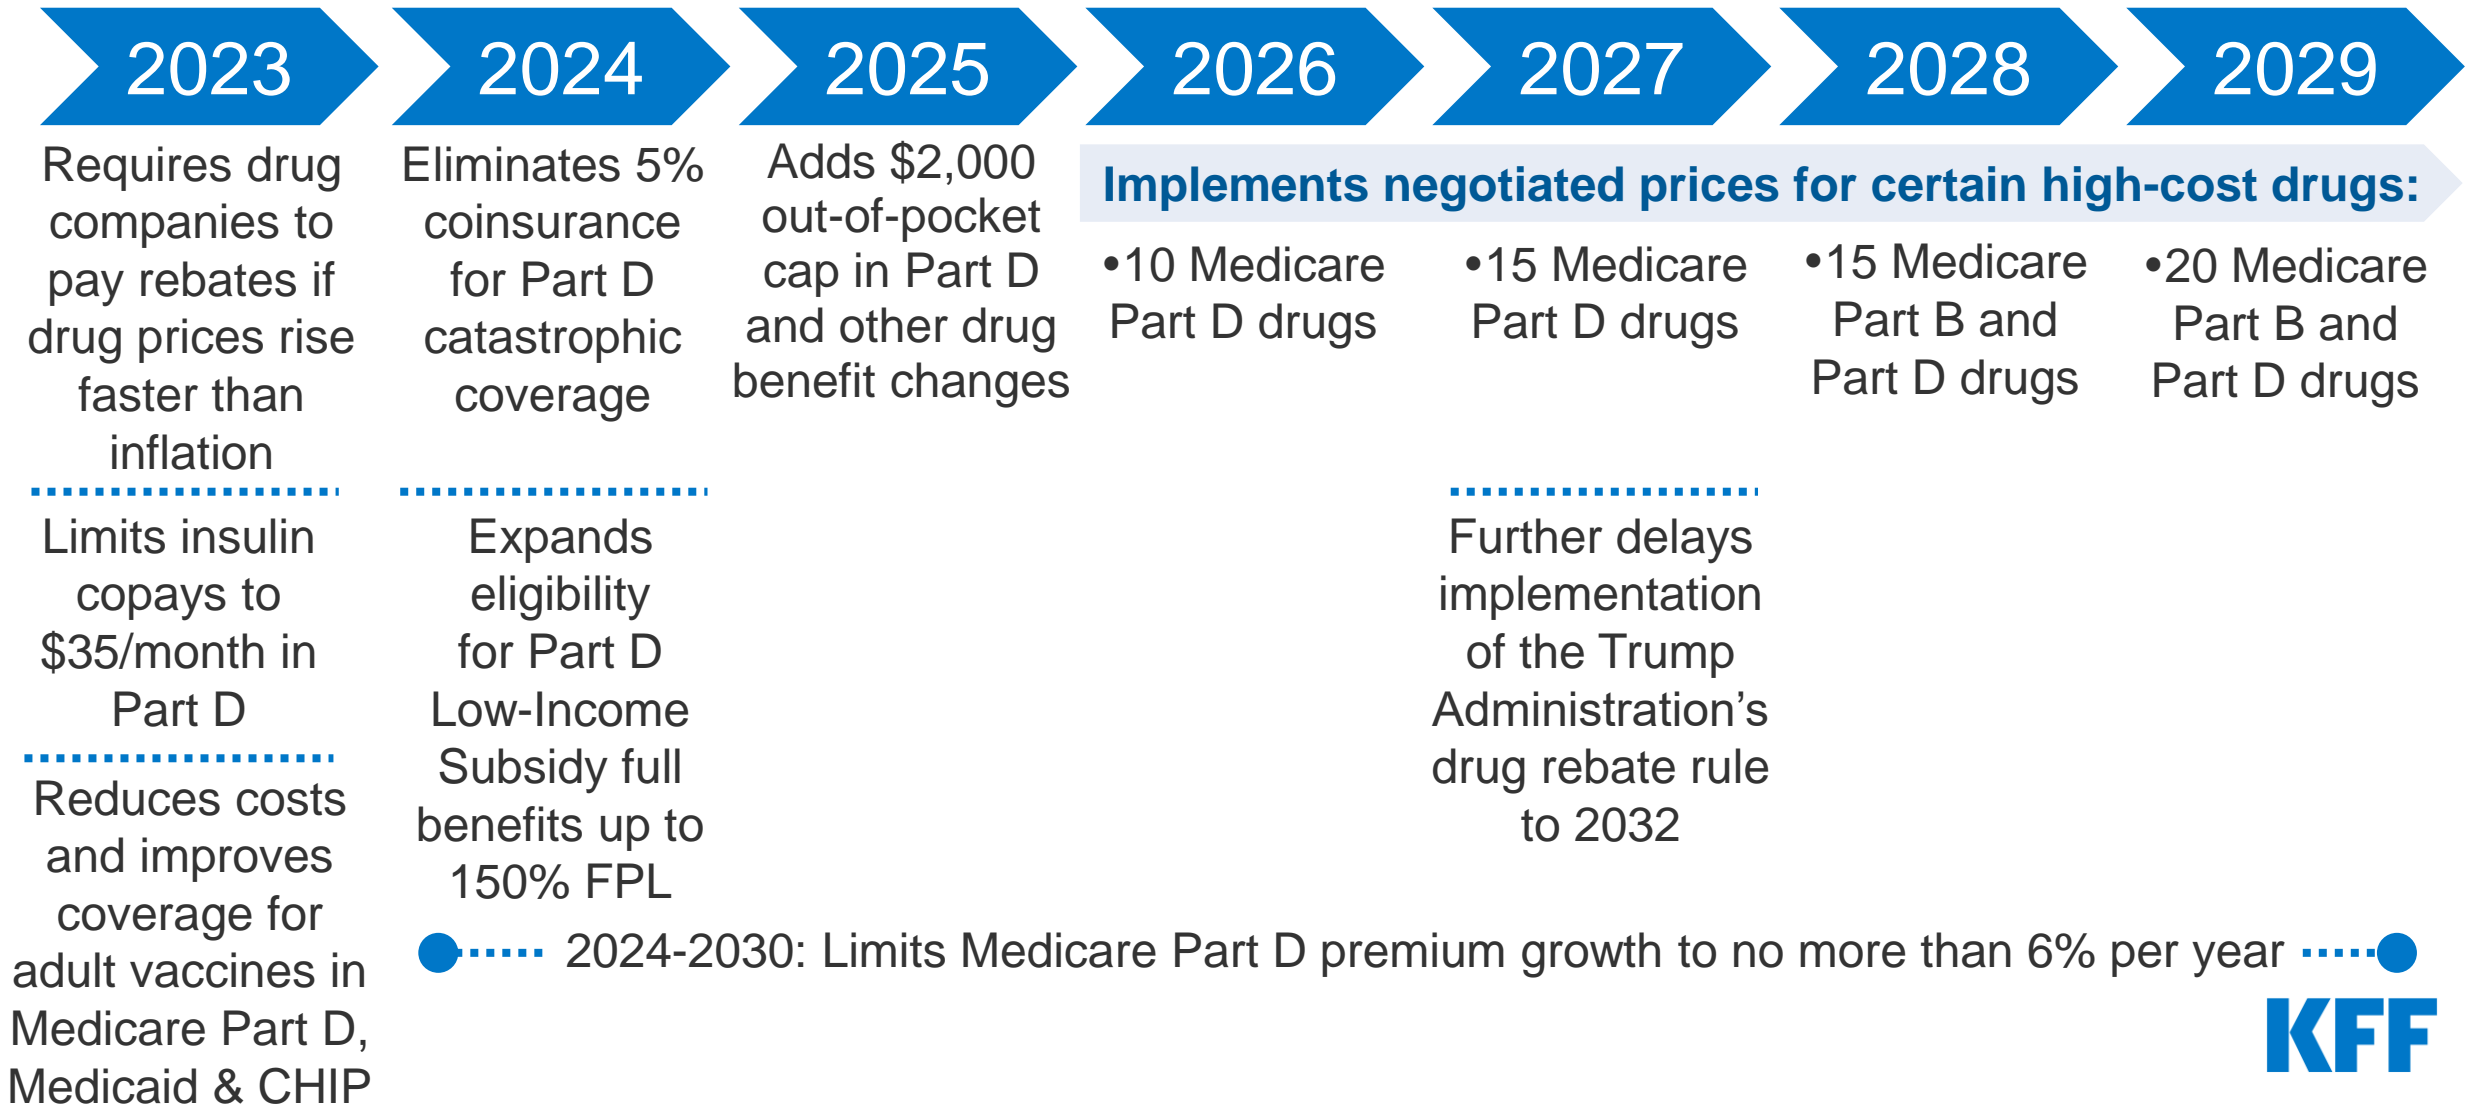 2023
Requires drug
companies to
pay rebates if
drug prices rise
faster than
inflation
Limits insulin
copays to
$35/month in
Part D
Reduces costs
and improves
coverage for
adult vaccines in
Medicare Part D,
Medicaid & CHIP
2024
Eliminates 5%
coinsurance
for Part D
catastrophic
coverage
Expands
eligibility
for Part D
Low-Income
Subsidy full
benefits up to
150% FPL
2025
Adds $2,000
out-of-pocket
cap in Part D
and other drug
benefit changes
2026
2027
2028
2029
Implements negotiated prices for certain high-cost drugs:
•10 Medicare
Part D drugs
•15 Medicare
Part D drugs
Further delays
implementation
of the Trump
Administration’s
drug rebate rule
to 2032
•15 Medicare
Part B and
Part D drugs
•20 Medicare
Part B and
Part D drugs
2024-2030: Limits Medicare Part D premium growth to no more than 6% per year
KFF